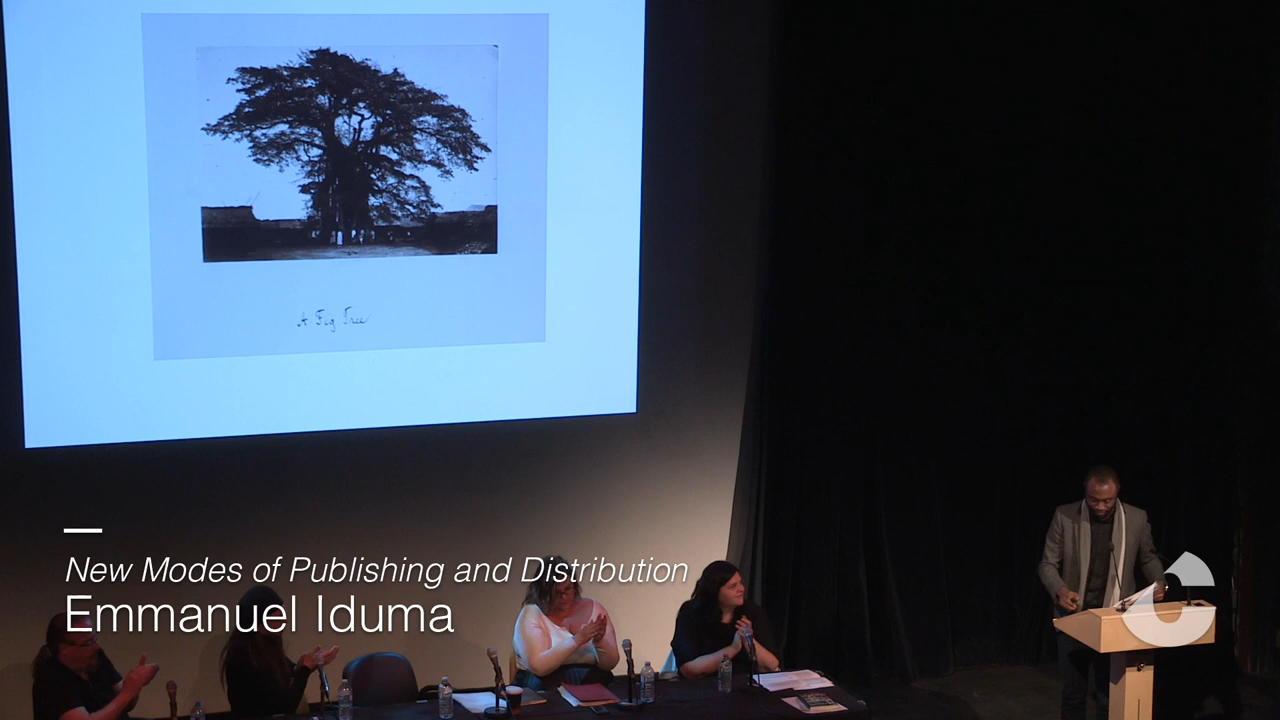 A Fig Tree
New Modes of Publishing and Distribution
Emmanuel Iduma